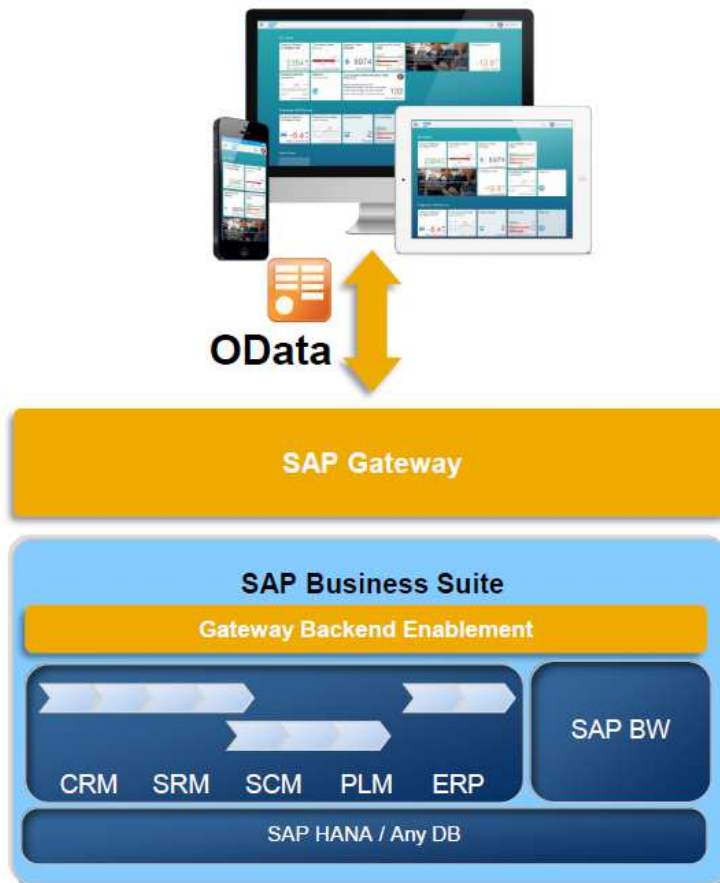 OData
SAP Gateway
SAP Business Suite
Gateway Backend Enablement
CRM SRM SCM PLM ERP
SAP BW
SAP HANA / Any DB